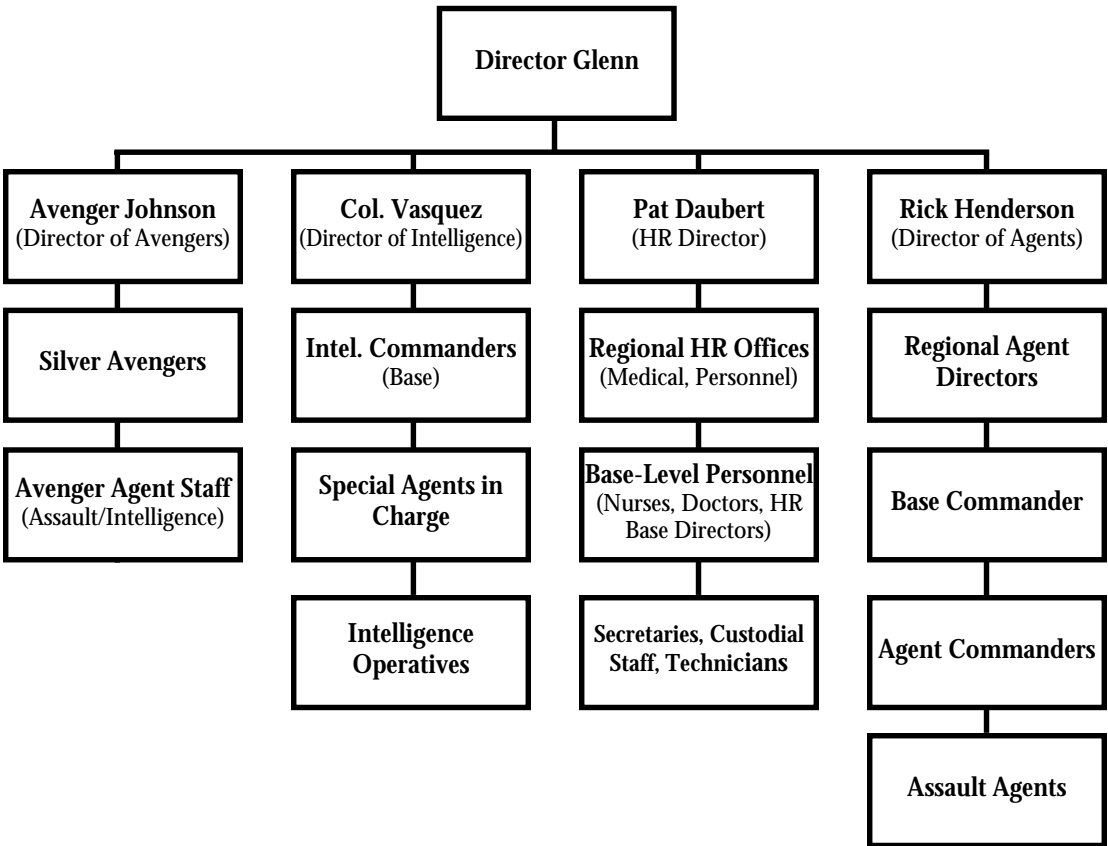 Director Glenn
Avenger Johnson
(Director of Avengers)
Col. Vasquez
(Director of Intelligence)
Pat Daubert
(HR Director)
Rick Henderson
(Director of Agents)
Silver Avengers
Intel. Commanders
(Base)
Regional HR Offices
(Medical, Personnel)
Regional Agent
Directors
Avenger Agent Staff
(Assault/Intelligence)
Special Agents in
Charge
Base-Level Personnel
(Nurses, Doctors, HR
Base Directors)
Base Commander
Intelligence
Operatives
Secretaries, Custodial
Staff, Technicians
Agent Commanders
Assault Agents